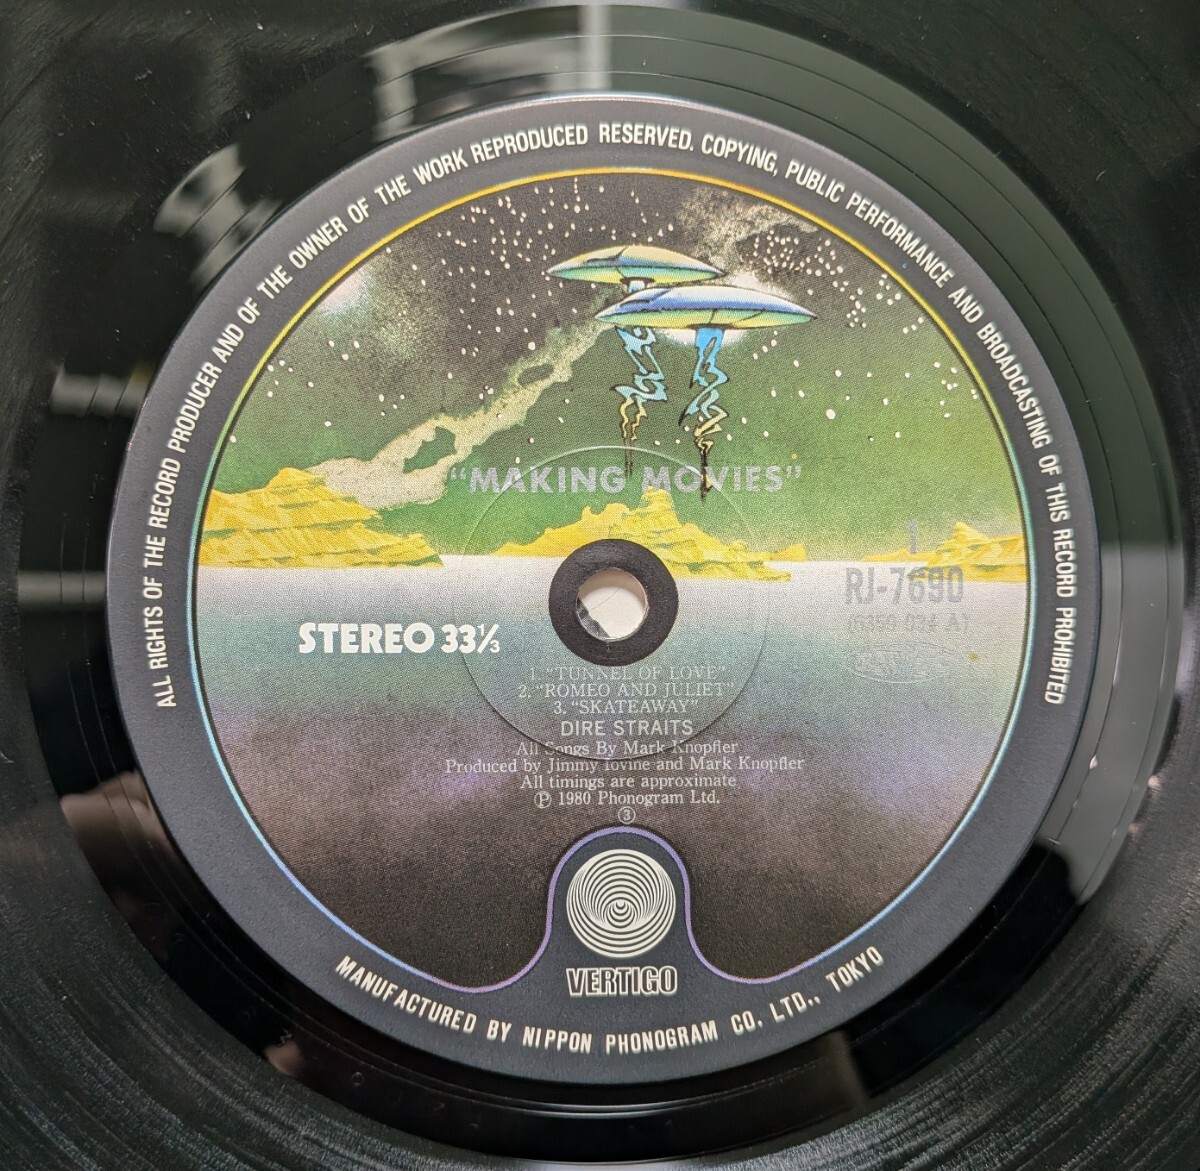 ALL RIGHTS OF THE RECORD PRODUCER AND OF THE OWNER OF THE WORK REPRODUCED RESERVED. COPYING, PUBLIC PERFORMANCE AND BROADCASTING OF THIS RECORD PROHIBITED
"MAKING MOVIES"
1
RJ-7690
(6359 034 A)
STEREO 33⅓
1. "TUNNEL OF LOVE"
2. "ROMEO AND JULIET"
3. "SKATEAWAY"
DIRE STRAITS
All Songs By Mark Knopfler
Produced by Jimmy Iovine and Mark Knopfler
All timings are approximate
Ⓟ 1980 Phonogram Ltd.
③
VERTIGO
MANUFACTURED BY NIPPON PHONOGRAM CO. LTD., TOKYO